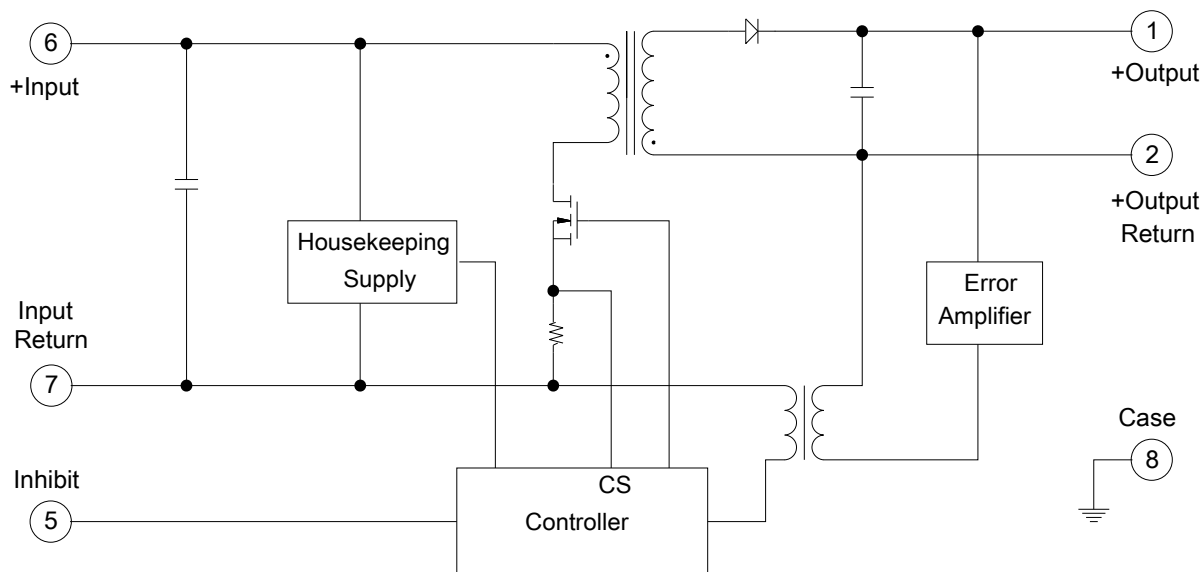 6
+Input
1
+Output
2
+Output
Return
Housekeeping
Supply
Error
Amplifier
Input
Return
7
Case
8
Inhibit
5
CS
Controller